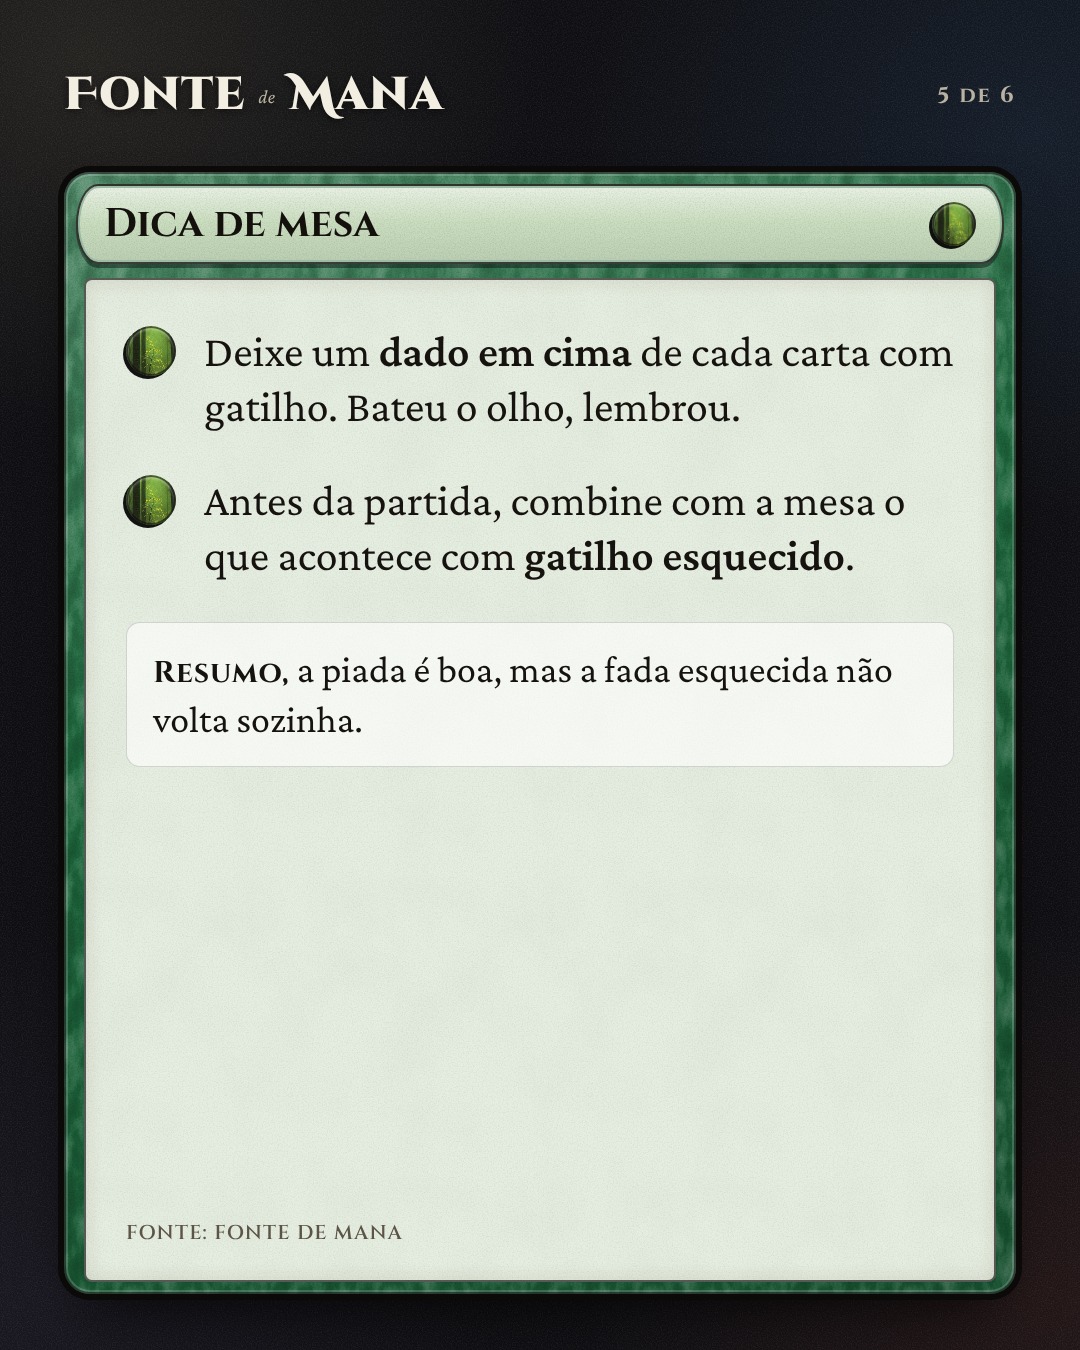 Fonte de Mana
5 DE 6
Dica de mesa
Deixe um dado em cima de cada carta com
gatilho. Bateu o olho, lembrou.
Antes da partida, combine com a mesa o
que acontece com gatilho esquecido.
Resumo, a piada é boa, mas a fada esquecida não
volta sozinha.
FONTE: FONTE DE MANA